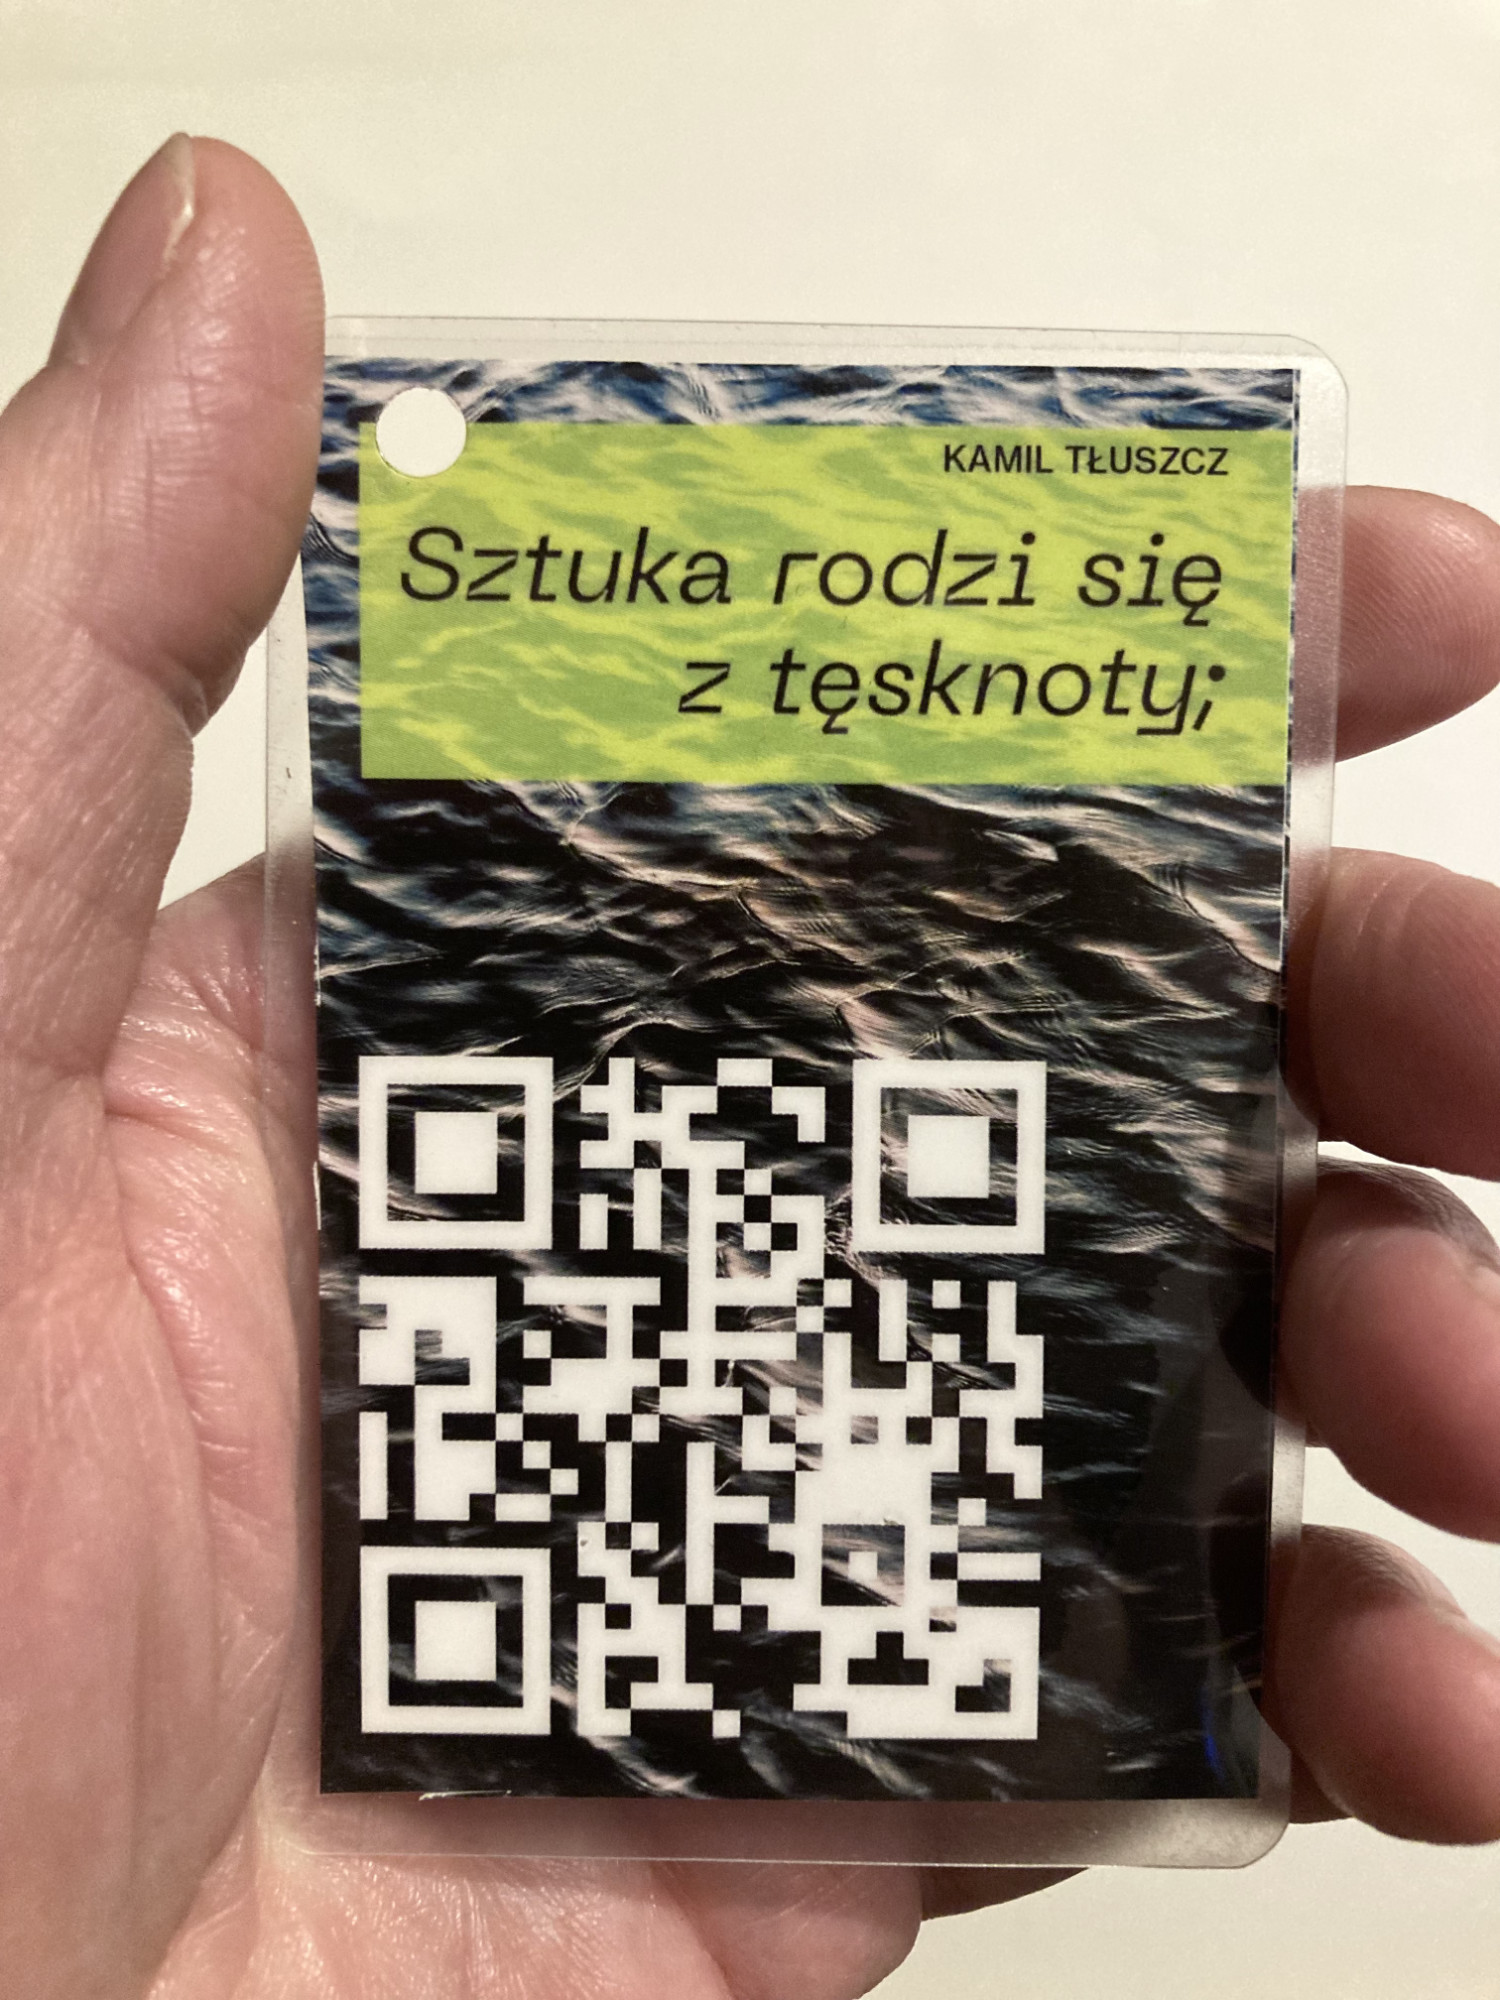 KAMIL TŁUSZCZ
Sztuka rodzi się
z tęsknoty;